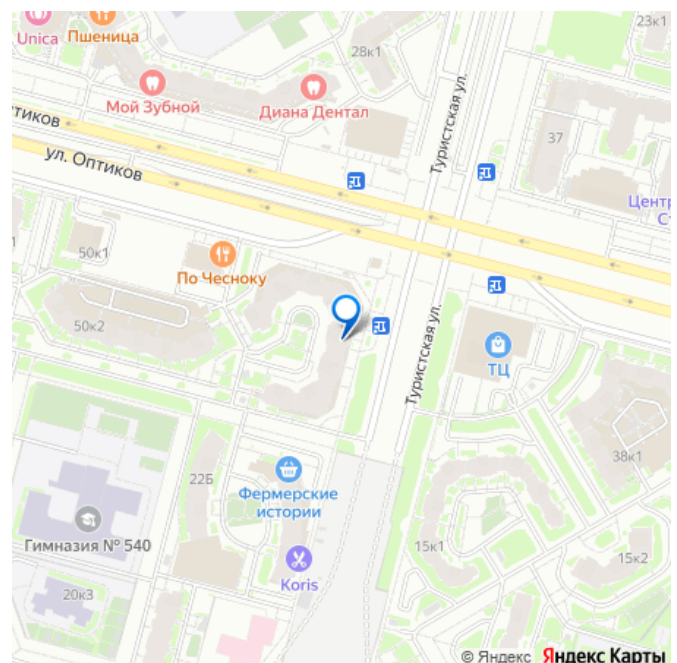 23к1
Unica
Пшеница
28к1
Мой Зубной
Диана Дентал
Туристская ул.
тиков
37
ул. Оптиков
Центр
Ст
50к1
По Чесноку
50к2
Туристская ул.
ТЦ
38к1
22Б
Фермерские
истории
Гимназия № 540
15к1
15к2
Koris
20к3
© Яндекс Яндекс Карты